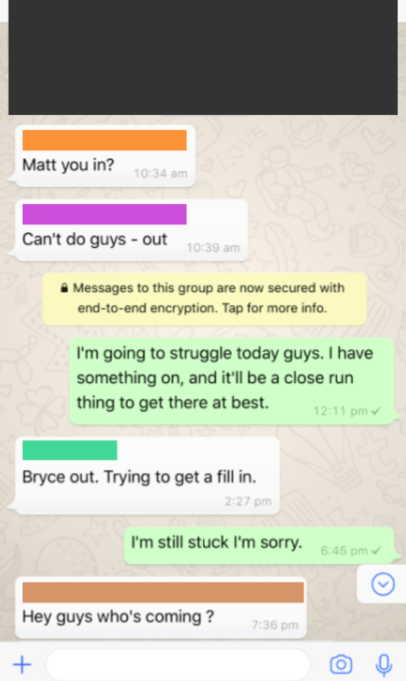 Matt you in?
10:34 am
Can't do guys - out
10:39 am
Messages to this group are now secured with
end-to-end encryption. Tap for more info.
I'm going to struggle today guys. I have
something on, and it'll be a close run
thing to get there at best.
12:11 pm
Bryce out. Trying to get a fill in.
2:27 pm
I'm still stuck I'm sorry.
6:45 pm
Hey guys who's coming ?
7:36 pm